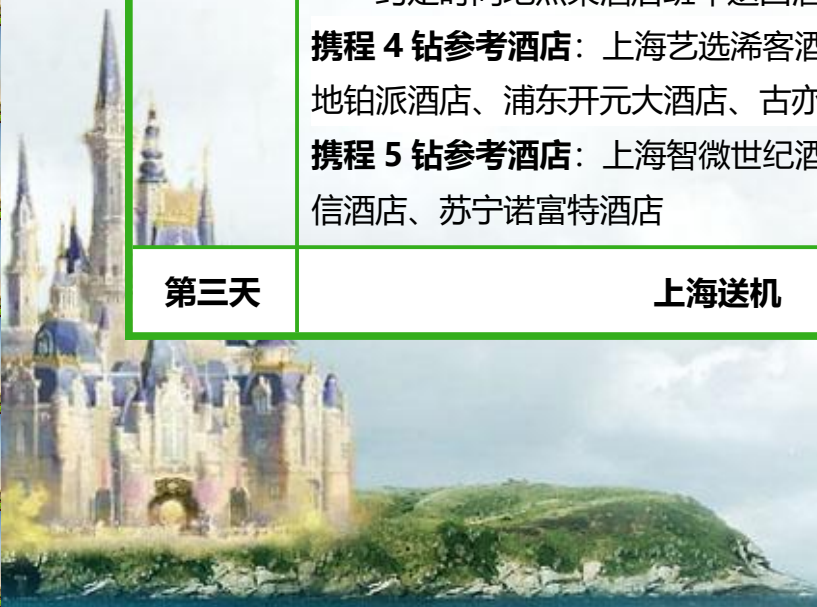 携程 4 钻参考酒店：上海艺选浠客酒
地铂派酒店、浦东开元大酒店、古亦
携程 5 钻参考酒店：上海智微世纪酒
信酒店、苏宁诺富特酒店
第三天 上海送机